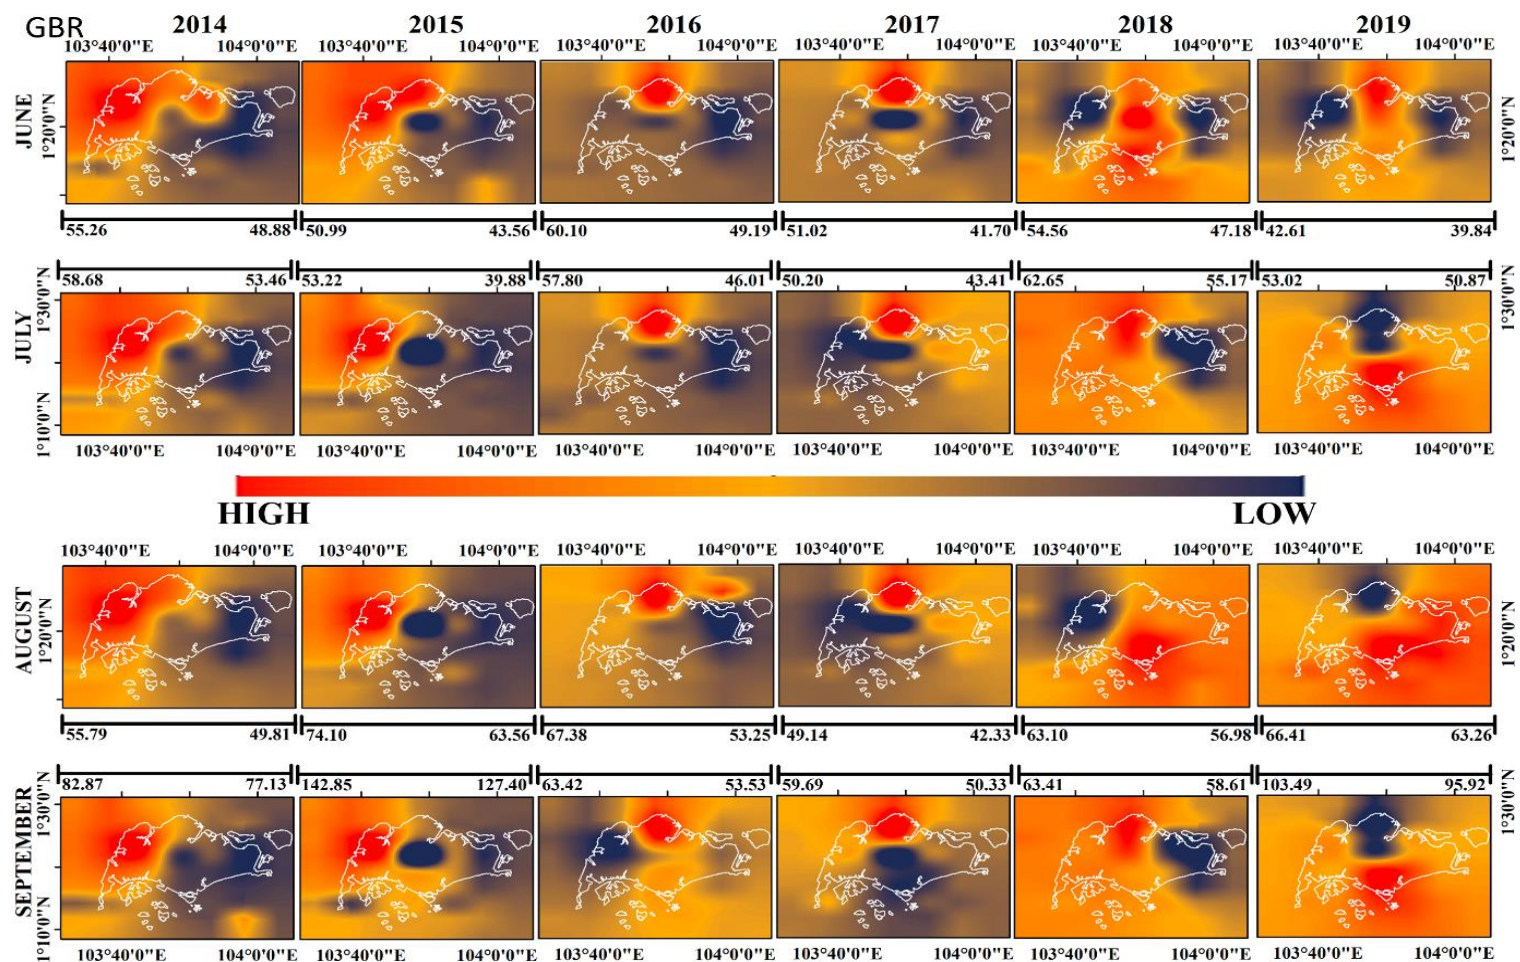 GBR
2014 2015 2016 2017 2018 2019
103°40'0"E 104°0'0"E 103°40'0"E 104°0'0"E 103°40'0"E 104°0'0"E 103°40'0"E 104°0'0"E 103°40'0"E 104°0'0"E 103°40'0"E 104°0'0"E
JUNE
1°20'0"N
1°20'0"N
55.26 48.88 50.99 43.56 60.10 49.19 51.02 41.70 54.56 47.18 42.61 39.84
58.68 53.46 53.22 39.88 57.80 46.01 50.20 43.41 62.65 55.17 53.02 50.87
JULY
1°30'0"N
1°10'0"N
1°30'0"N
103°40'0"E 104°0'0"E 103°40'0"E 104°0'0"E 103°40'0"E 104°0'0"E 103°40'0"E 104°0'0"E 103°40'0"E 104°0'0"E 103°40'0"E 104°0'0"E
HIGH LOW
103°40'0"E 104°0'0"E 103°40'0"E 104°0'0"E 103°40'0"E 104°0'0"E 103°40'0"E 104°0'0"E 103°40'0"E 104°0'0"E 103°40'0"E 104°0'0"E
AUGUST
1°20'0"N
1°20'0"N
55.79 49.81 74.10 63.56 67.38 53.25 49.14 42.33 63.10 56.98 66.41 63.26
82.87 77.13 142.85 127.40 63.42 53.53 59.69 50.33 63.41 58.61 103.49 95.92
SEPTEMBER
1°30'0"N
1°10'0"N
1°30'0"N
103°40'0"E 104°0'0"E 103°40'0"E 104°0'0"E 103°40'0"E 104°0'0"E 103°40'0"E 104°0'0"E 103°40'0"E 104°0'0"E 103°40'0"E 104°0'0"E